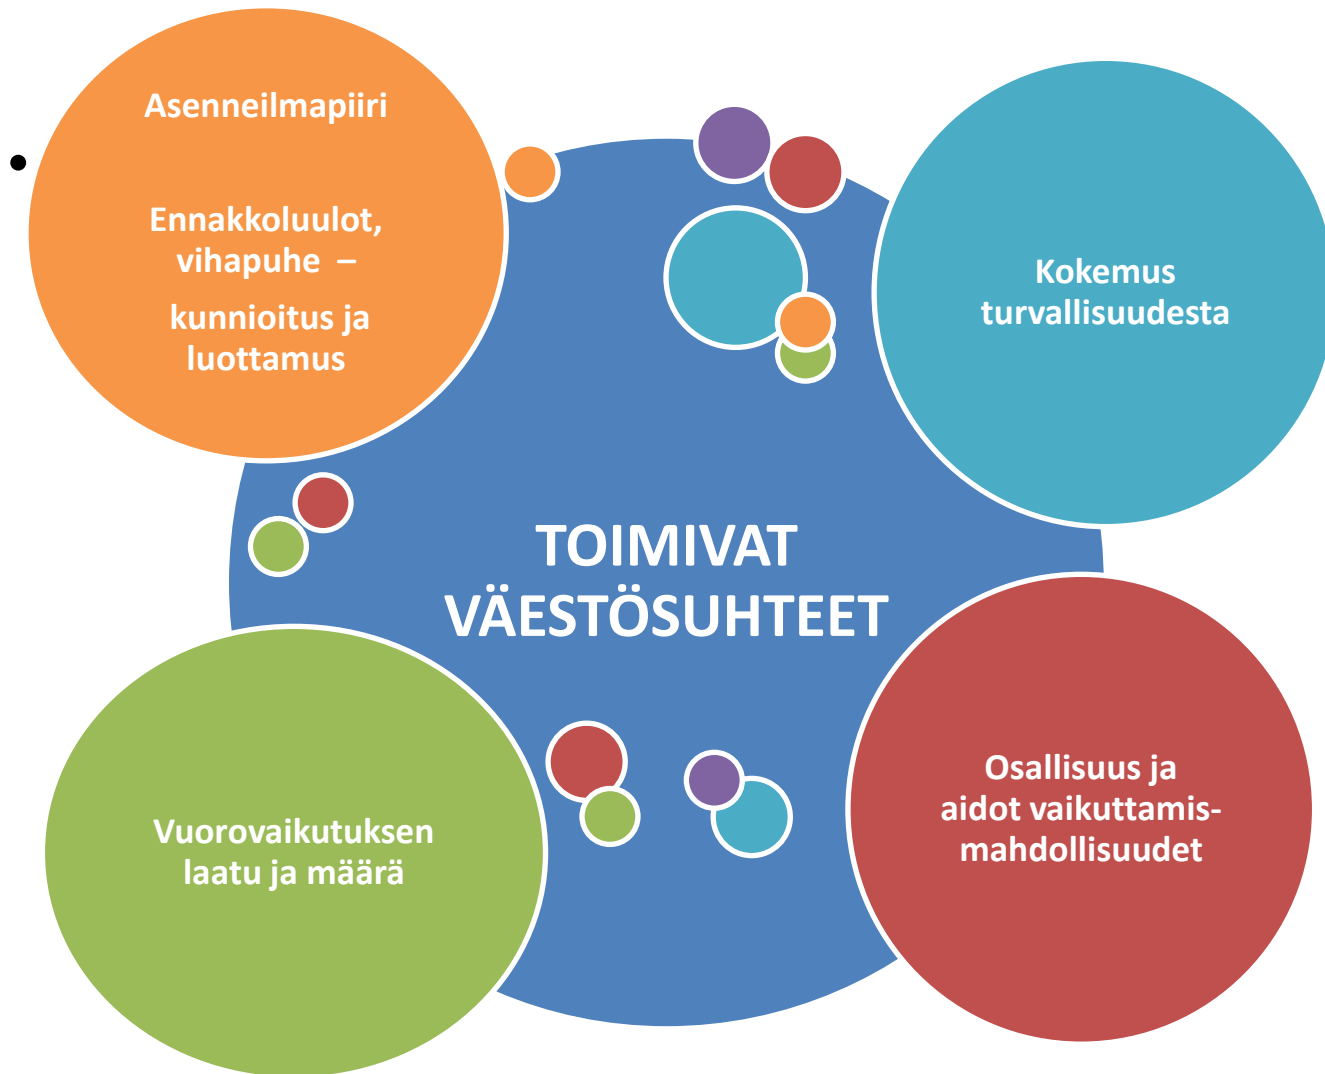 Asenneilmapiiri
Ennakkoluulot,
vihapuhe –
kunnioitus ja
luottamus
Kokemus
turvallisuudesta
TOIMIVAT
VÄESTÖSUHTEET
Vuorovaikutuksen
laatu ja määrä
Osallisuus ja
aidot vaikuttamis-
mahdollisuudet